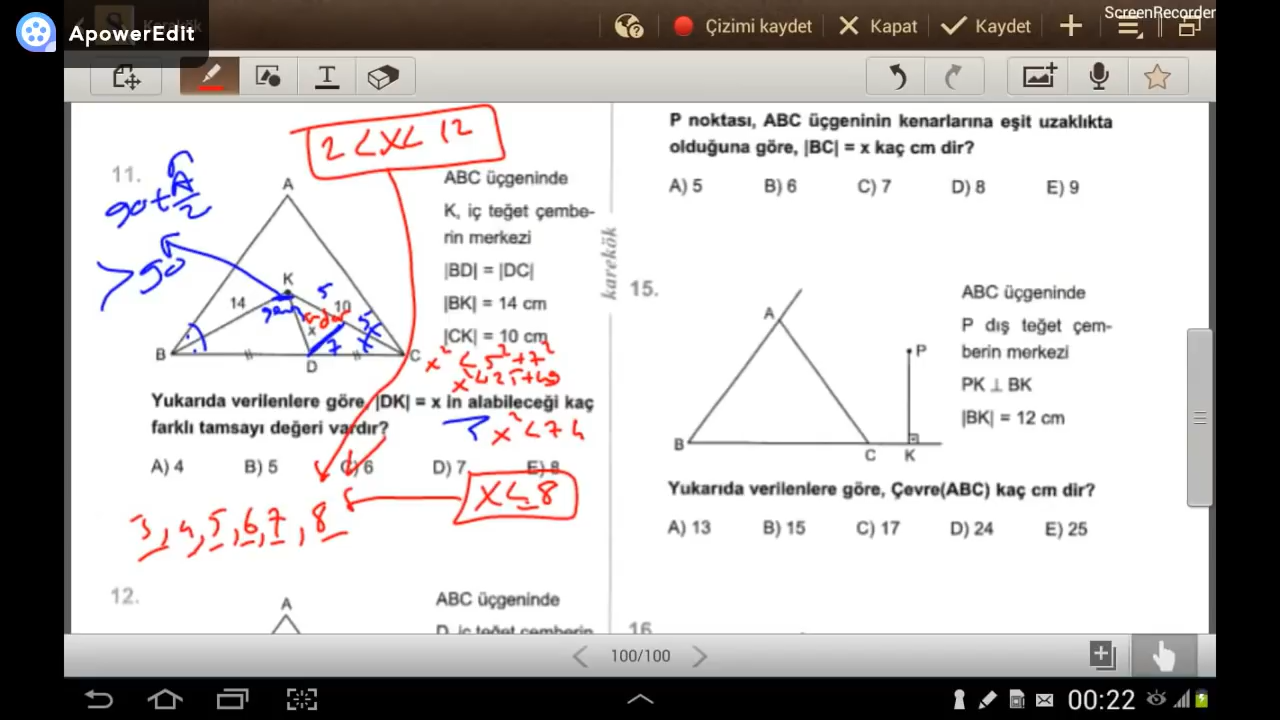 ScreenRecorder
ApowerEdit
Çizimi kaydet
Kapat
Kaydet
T
2 < x < 12
11.
90 + A/2
> 90
A
K
14
5
10
geniş
x
7
5
B
D
C
ABC üçgeninde
K, iç teğet çembe-
rin merkezi
|BD| = |DC|
|BK| = 14 cm
|CK| = 10 cm
x² < 5² + 7²
x² < 25 + 49
x² < 74
Yukarıda verilenlere göre, |DK| = x in alabileceği kaç
farklı tamsayı değeri vardır?
A) 4
B) 5
C) 6
D) 7
E) 8
x ≤ 8
3, 4, 5, 6, 7, 8
12.
A
ABC üçgeninde
D, iç teğet çemberin
karekök
P noktası, ABC üçgeninin kenarlarına eşit uzaklıkta
olduğuna göre, |BC| = x kaç cm dir?
A) 5
B) 6
C) 7
D) 8
E) 9
15.
A
P
B
C
K
ABC üçgeninde
P dış teğet çem-
berin merkezi
PK ⊥ BK
|BK| = 12 cm
Yukarıda verilenlere göre, Çevre(ABC) kaç cm dir?
A) 13
B) 15
C) 17
D) 24
E) 25
16
100/100
00:22